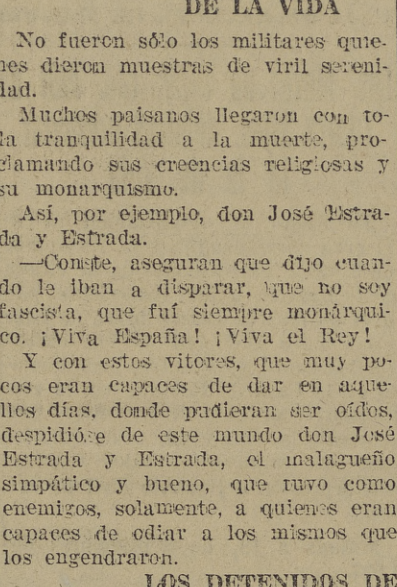 DE LA VIDA
No fueron sólo los militares quie-
nes dieron muestras de viril sereni-
dad.
Muchos paisanos llegaron con to-
da tranquilidad a la muerte, pro-
clamando sus creencias religiosas y
su monarquismo.
Así, por ejemplo, don José Estra-
da y Estrada.
—Conste, aseguran que dijo cuan-
do le iban a disparar, que no soy
fascista, que fuí siempre monárqui-
co. ¡Viva España! ¡Viva el Rey!
Y con estos vitores, que muy po-
cos eran capaces de dar en aque-
llos días, donde pudieran ser oídos,
despidióse de este mundo don José
Estrada y Estrada, el malagueño
simpático y bueno, que tuvo como
enemigos, solamente, a quienes eran
capaces de odiar a los mismos que
los engendraron.
LOS DETENIDOS DE